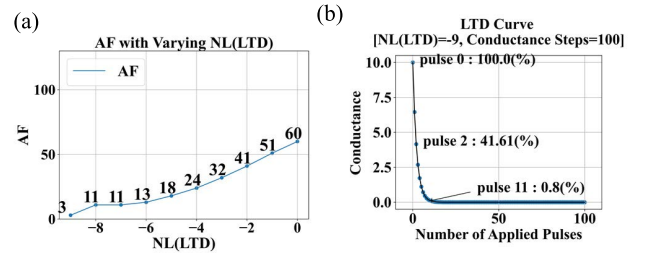 (a)
AF with Varying NL(LTD)
AF
100
50
0
AF
3
11
11
13
18
24
32
41
51
60
−8
−6
−4
−2
0
NL(LTD)
(b)
LTD Curve
[NL(LTD)=-9, Conductance Steps=100]
10.0
7.5
5.0
2.5
0.0
Conductance
pulse 0 : 100.0(%)
pulse 2 : 41.61(%)
pulse 11 : 0.8(%)
0
50
100
Number of Applied Pulses